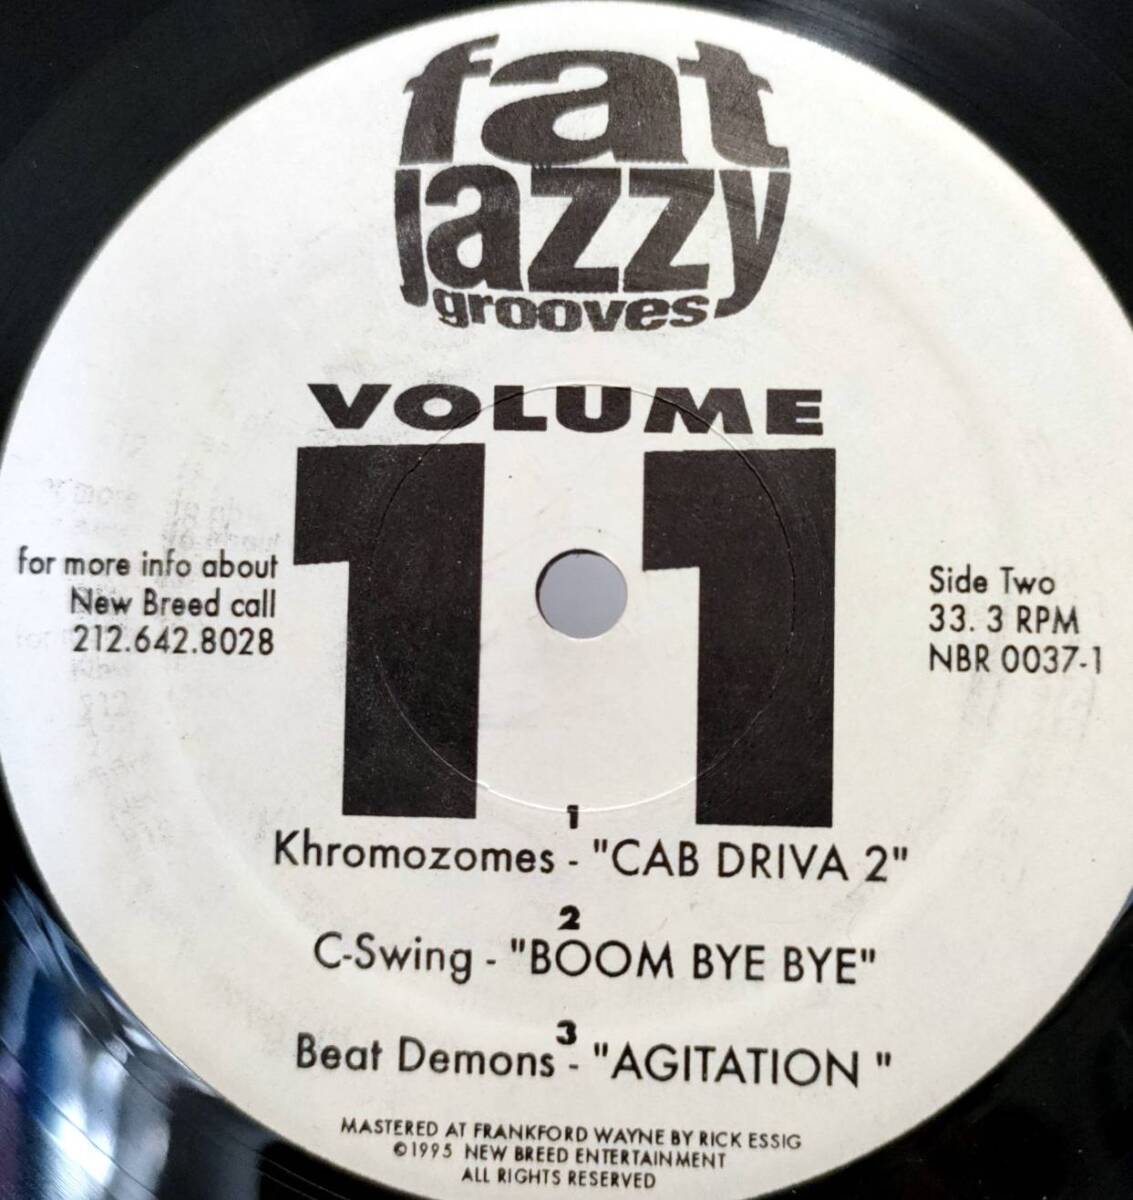 fat
jazzy
grooves
VOLUME
11
for more info about
New Breed call
212.642.8028
Side Two
33. 3 RPM
NBR 0037-1
1
Khromozomes - "CAB DRIVA 2"
2
C-Swing - "BOOM BYE BYE"
3
Beat Demons - "AGITATION "
MASTERED AT FRANKFORD WAYNE BY RICK ESSIG
©1995 NEW BREED ENTERTAINMENT
ALL RIGHTS RESERVED